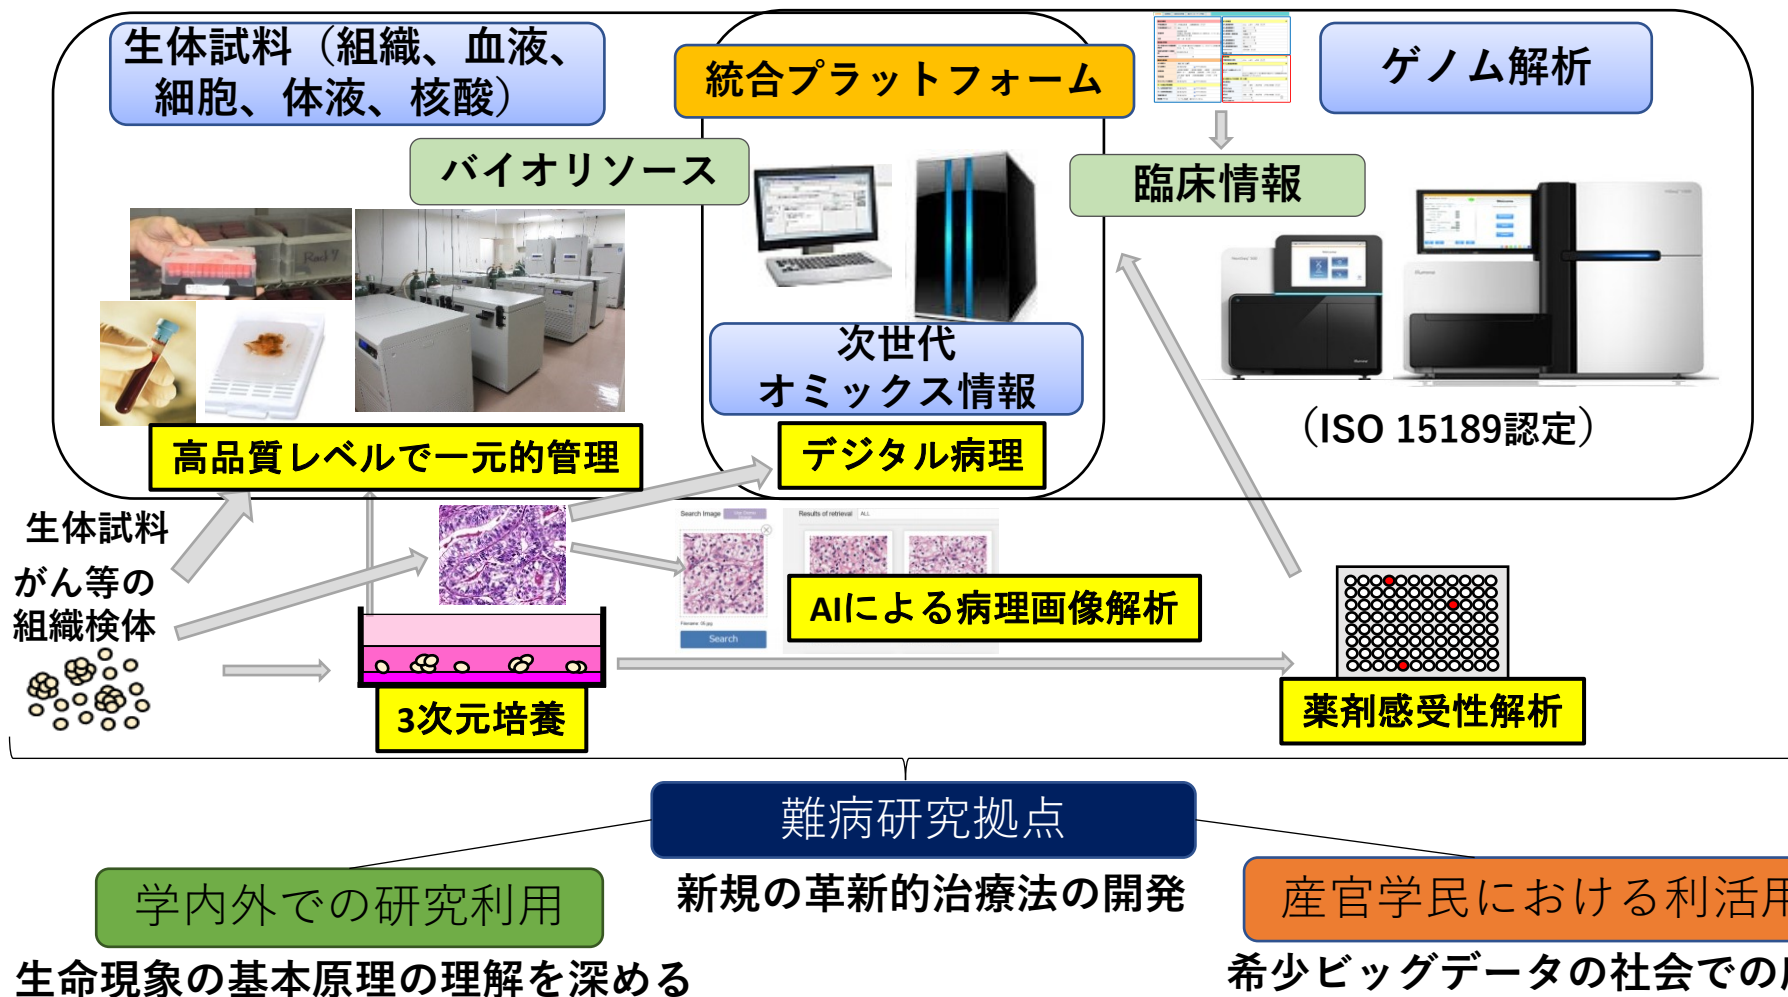 生体試料（組織、血液、
細胞、体液、核酸）
統合プラットフォーム
ゲノム解析
バイオリソース
臨床情報
次世代
オミックス情報
（ISO 15189認定）
高品質レベルで一元的管理
デジタル病理
生体試料
がん等の
組織検体
Search Image
Results of retrieval ALL
AIによる病理画像解析
Search
3次元培養
薬剤感受性解析
難病研究拠点
学内外での研究利用
新規の革新的治療法の開発
産官学民における利活用
生命現象の基本原理の理解を深める
希少ビッグデータの社会での